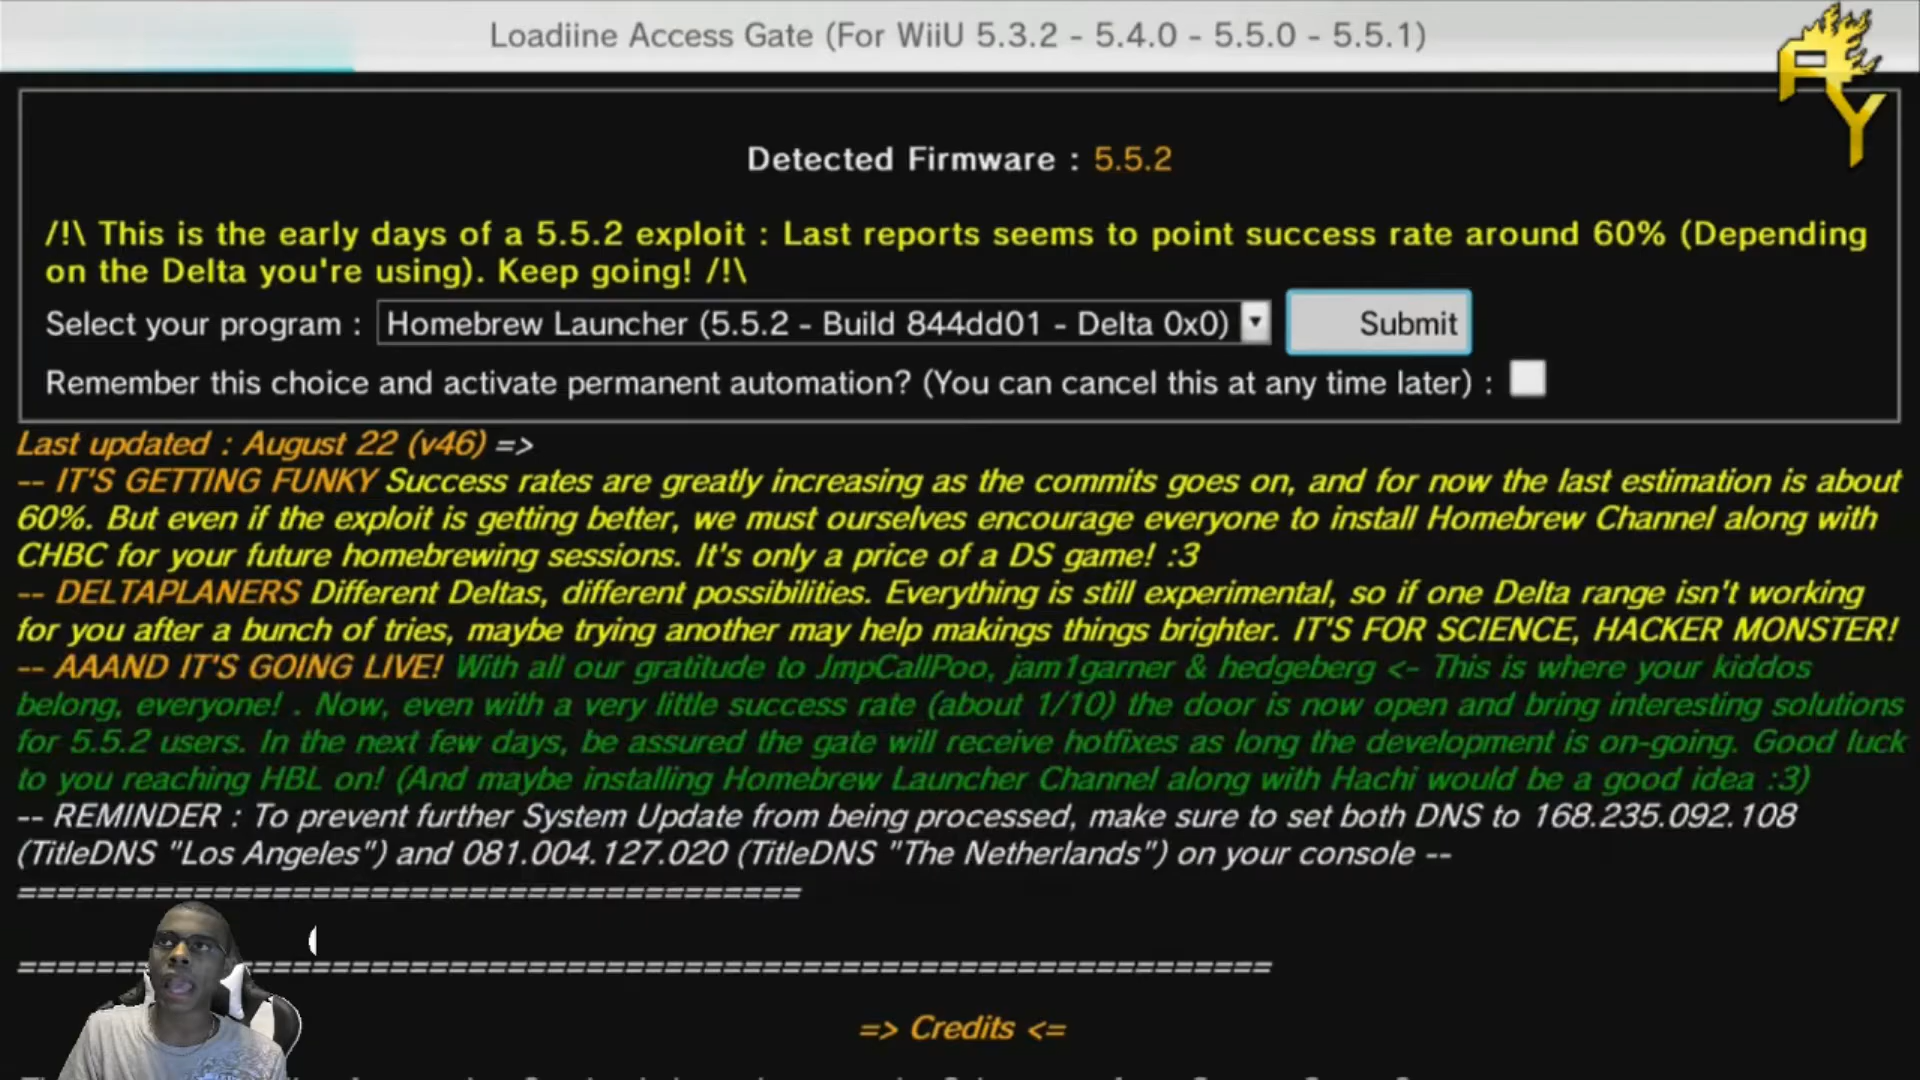 Loadiine Access Gate (For WiiU 5.3.2 - 5.4.0 - 5.5.0 - 5.5.1)
AY
Detected Firmware : 5.5.2
/!\ This is the early days of a 5.5.2 exploit : Last reports seems to point success rate around 60% (Depending
on the Delta you're using). Keep going! /!\
Select your program : Homebrew Launcher (5.5.2 - Build 844dd01 - Delta 0x0) Submit
Remember this choice and activate permanent automation? (You can cancel this at any time later) :
Last updated : August 22 (v46) =>
-- IT'S GETTING FUNKY Success rates are greatly increasing as the commits goes on, and for now the last estimation is about
60%. But even if the exploit is getting better, we must ourselves encourage everyone to install Homebrew Channel along with
CHBC for your future homebrewing sessions. It's only a price of a DS game! :3
-- DELTAPLANERS Different Deltas, different possibilities. Everything is still experimental, so if one Delta range isn't working
for you after a bunch of tries, maybe trying another may help makings things brighter. IT'S FOR SCIENCE, HACKER MONSTER!
-- AAAND IT'S GOING LIVE! With all our gratitude to JmpCallPoo, jam1garner & hedgeberg <- This is where your kiddos
belong, everyone! . Now, even with a very little success rate (about 1/10) the door is now open and bring interesting solutions
for 5.5.2 users. In the next few days, be assured the gate will receive hotfixes as long the development is on-going. Good luck
to you reaching HBL on! (And maybe installing Homebrew Launcher Channel along with Hachi would be a good idea :3)
-- REMINDER : To prevent further System Update from being processed, make sure to set both DNS to 168.235.092.108
(TitleDNS "Los Angeles") and 081.004.127.020 (TitleDNS "The Netherlands") on your console --
=> Credits <=